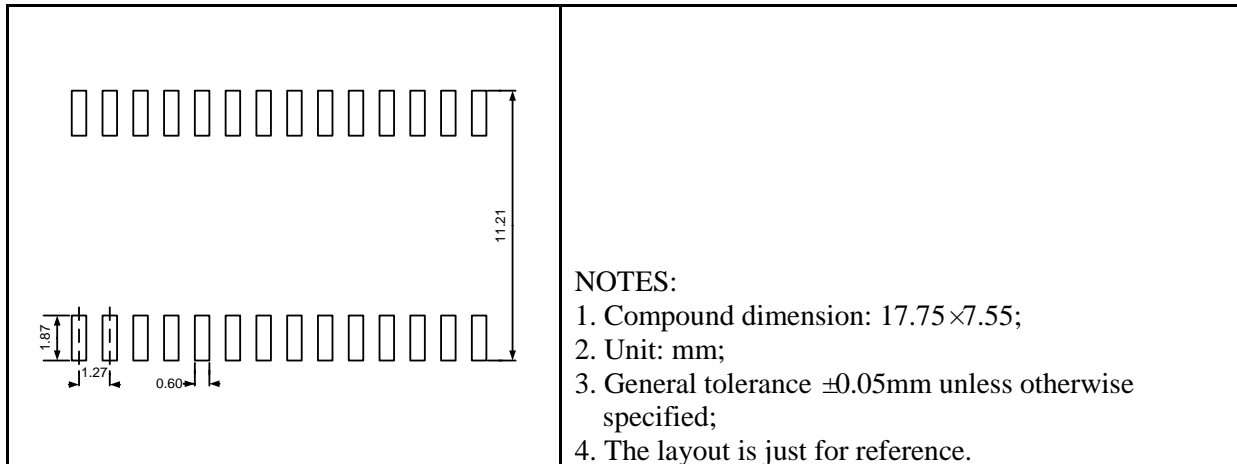 11.21
1.87
1.27
0.60
NOTES:
1. Compound dimension: 17.75×7.55;
2. Unit: mm;
3. General tolerance ±0.05mm unless otherwise
specified;
4. The layout is just for reference.